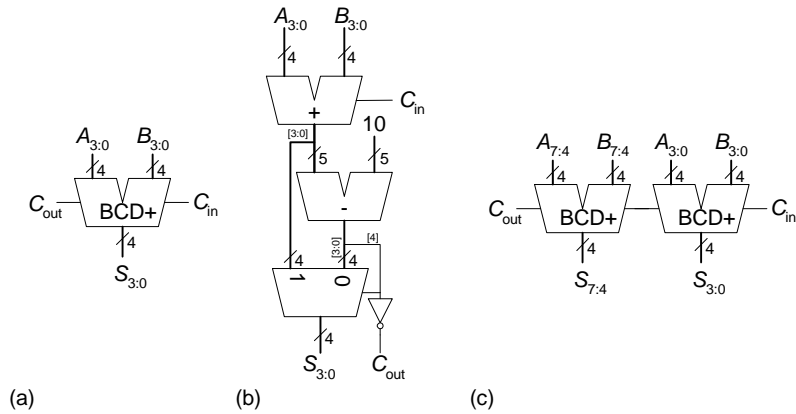 A3:0 B3:0
4 4
Cout BCD+ Cin
4
S3:0
(a)
A3:0 B3:0
4 4
Cin
+
[3:0] 10
5 5
-
[3:0] [4]
4 4
1 0
4
S3:0 Cout
(b)
A7:4 B7:4 A3:0 B3:0
4 4 4 4
Cout BCD+ BCD+ Cin
4 4
S7:4 S3:0
(c)